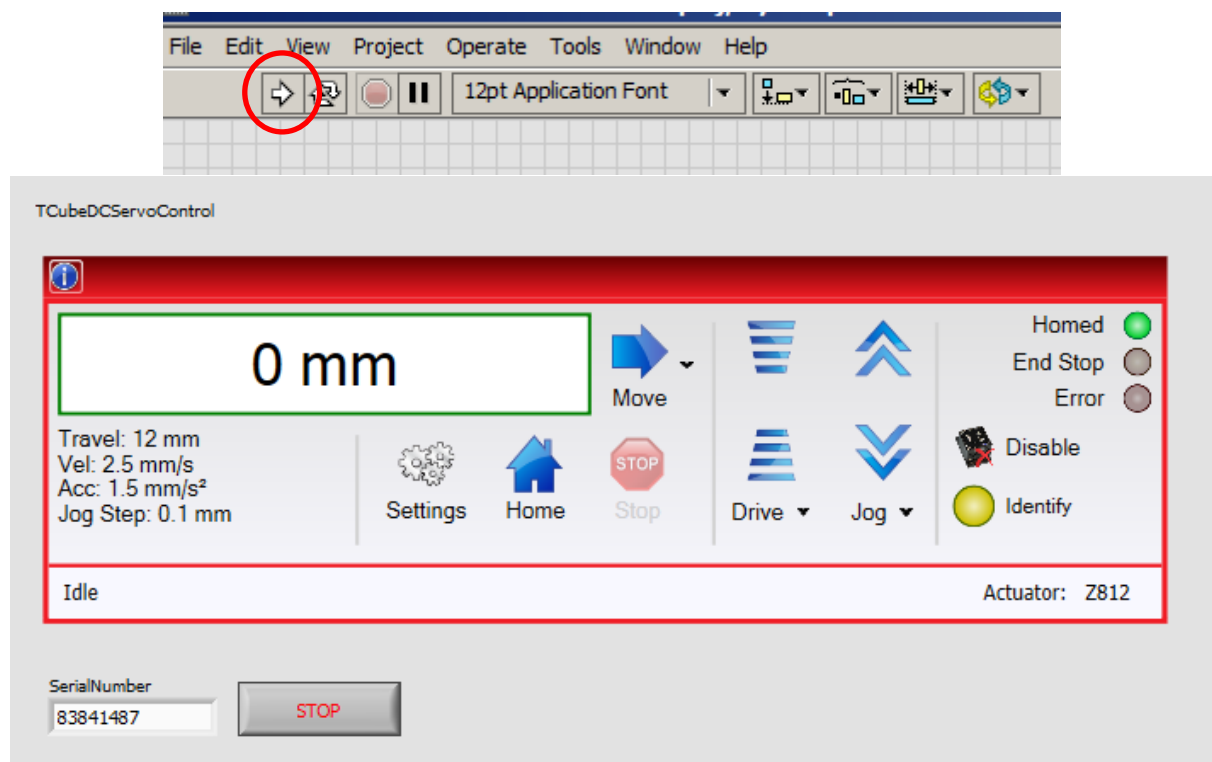 File Edit View Project Operate Tools Window Help
12pt Application Font
TCubeDCServoControl
0 mm
Move
Homed
End Stop
Error
Travel: 12 mm
Vel: 2.5 mm/s
Acc: 1.5 mm/s²
Jog Step: 0.1 mm
Settings
Home
STOP
Stop
Drive
Jog
Disable
Identify
Idle
Actuator: Z812
SerialNumber
83841487
STOP